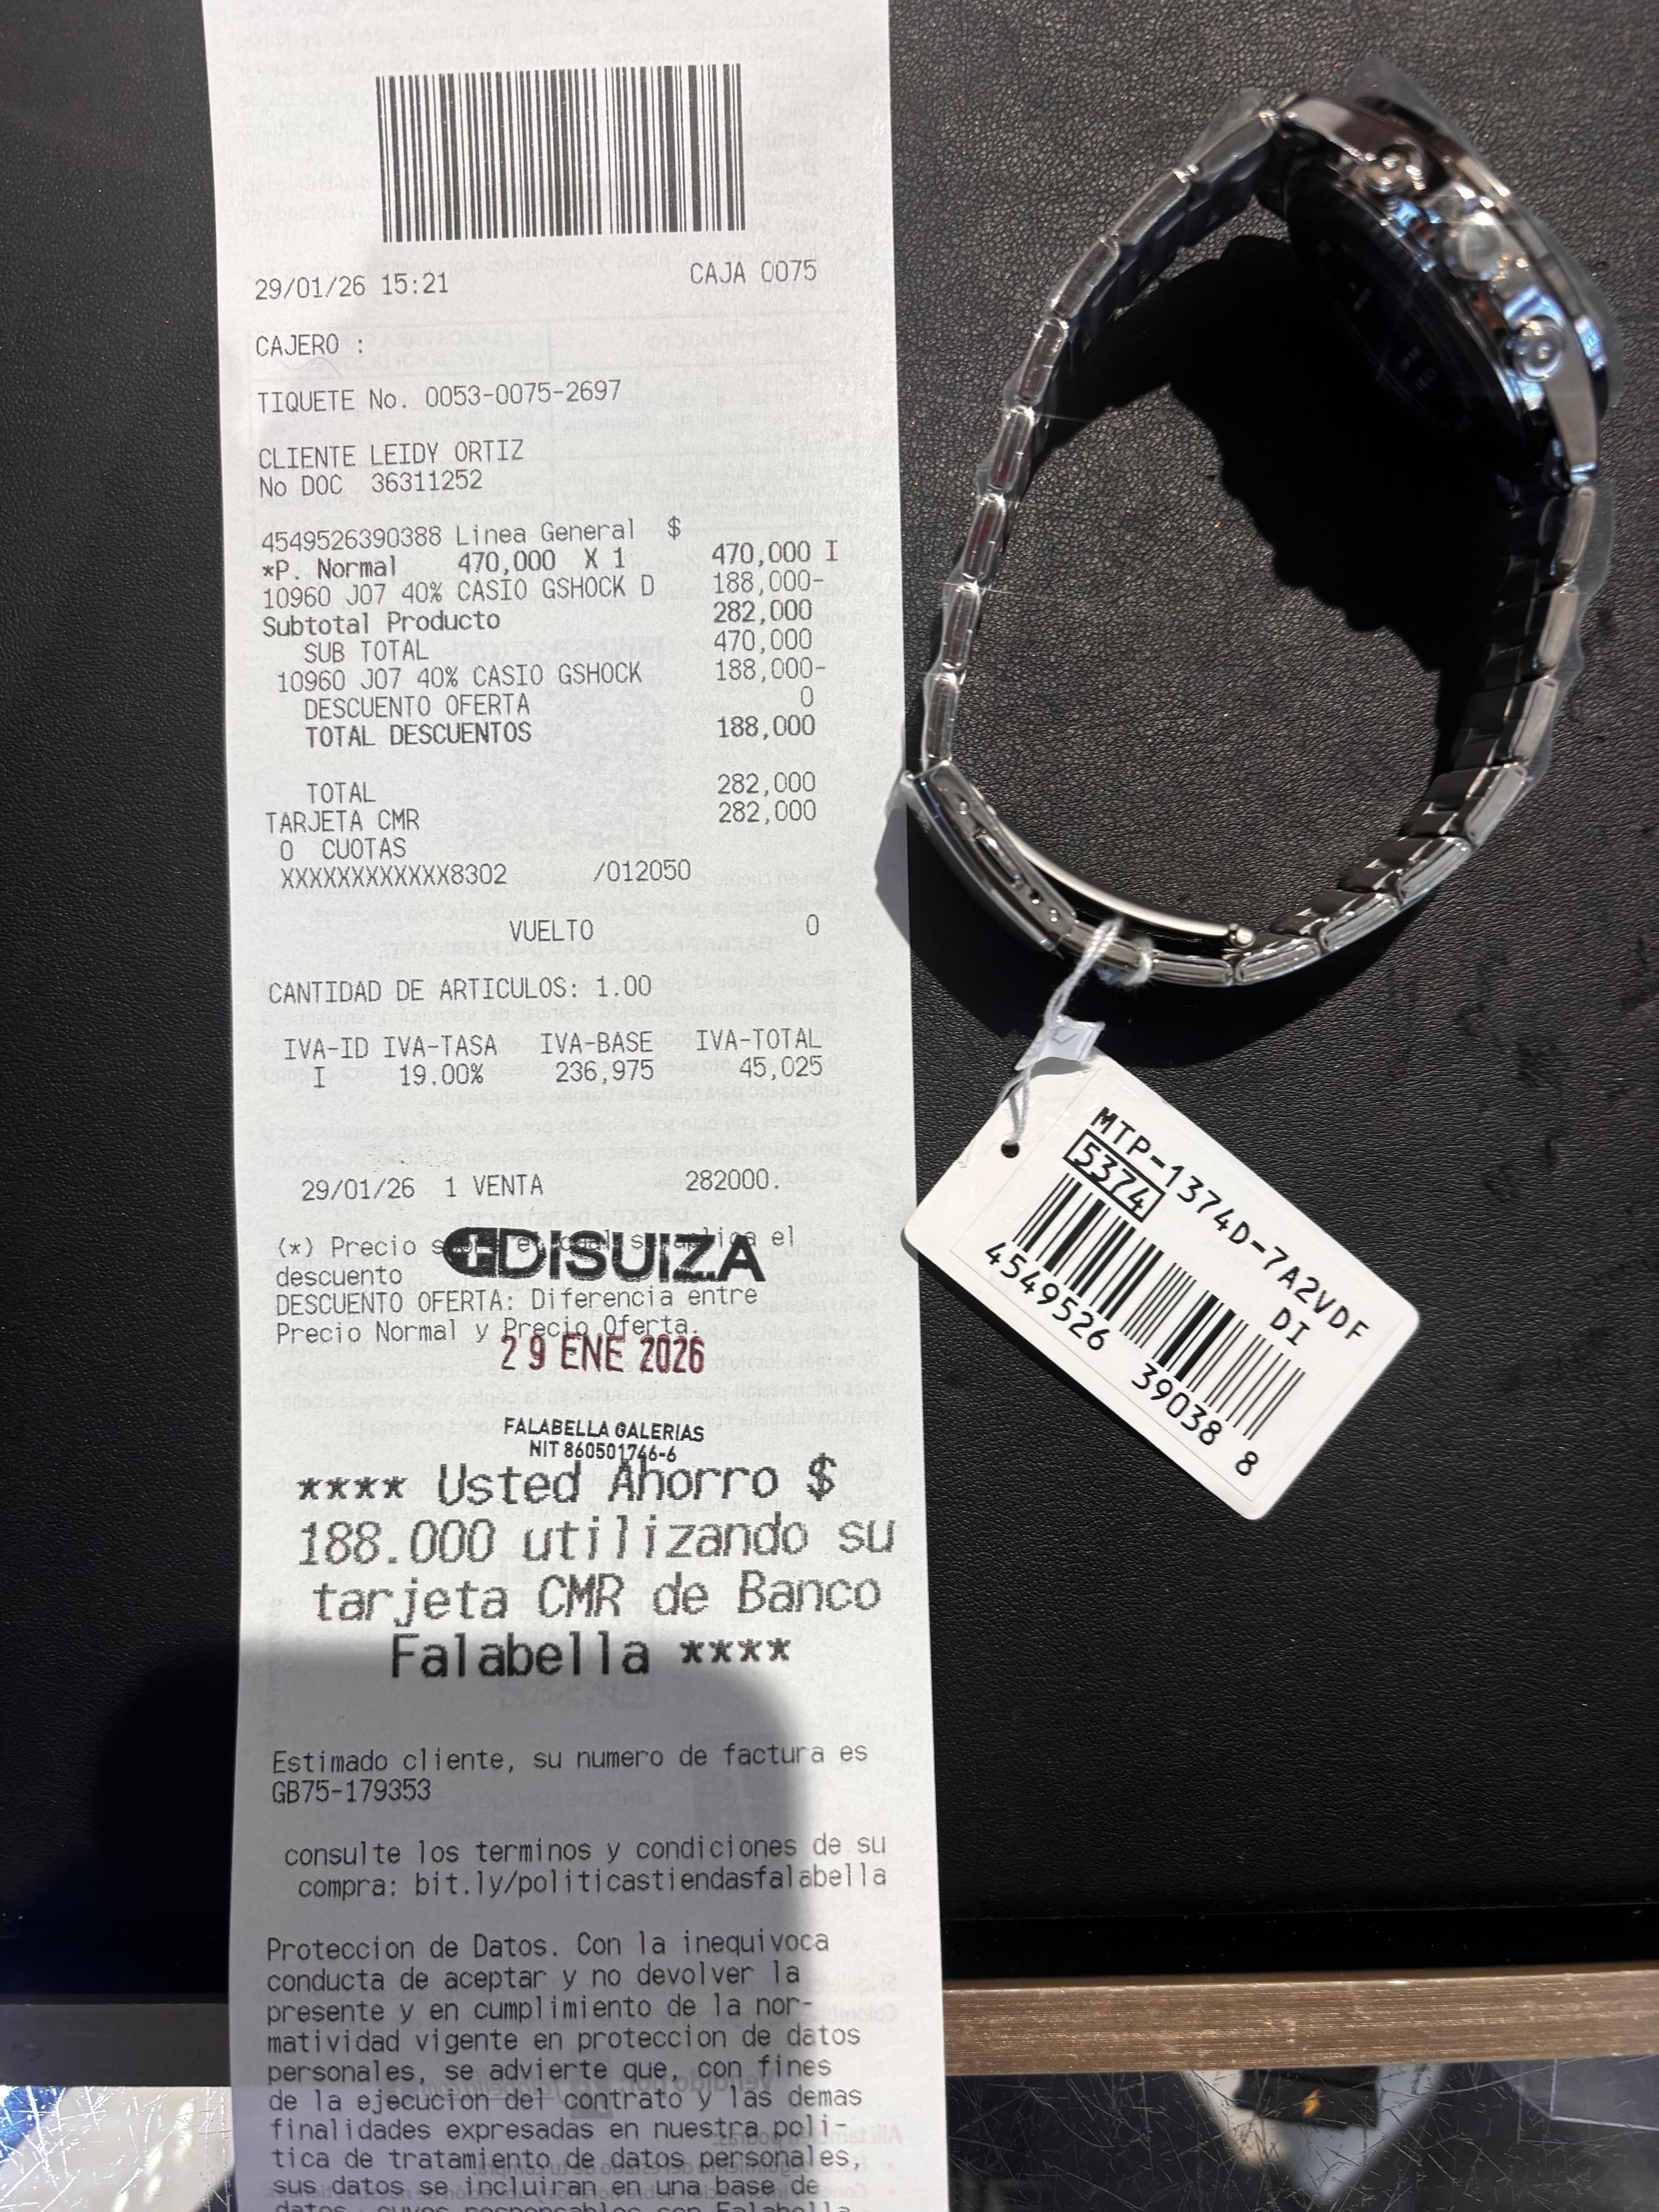 29/01/26 15:21 CAJA 0075
CAJERO :
TIQUETE No. 0053-0075-2697
CLIENTE LEIDY ORTIZ
No DOC 36311252
4549526390388 Linea General $
*P. Normal 470,000 X 1 470,000 I
10960 J07 40% CASIO GSHOCK D 188,000-
Subtotal Producto 282,000
SUB TOTAL 470,000
10960 J07 40% CASIO GSHOCK 188,000-
DESCUENTO OFERTA 0
TOTAL DESCUENTOS 188,000
TOTAL 282,000
TARJETA CMR 282,000
0 CUOTAS
XXXXXXXXXXXX8302 /012050
VUELTO 0
CANTIDAD DE ARTICULOS: 1.00
IVA-ID IVA-TASA IVA-BASE IVA-TOTAL
I 19.00% 236,975 45,025
29/01/26 1 VENTA 282000.
(*) Precio el
DISUIZA
descuento
DESCUENTO OFERTA: Diferencia entre
Precio Normal y Precio Oferta.
29 ENE 2026
FALABELLA GALERIAS
NIT 860501766-6
**** Usted Ahorro $
188.000 utilizando su
tarjeta CMR de Banco
Falabella ****
Estimado cliente, su numero de factura es
GB75-179353
consulte los terminos y condiciones de su
compra: bit.ly/politicastiendasfalabella
Proteccion de Datos. Con la inequivoca
conducta de aceptar y no devolver la
presente y en cumplimiento de la nor-
matividad vigente en proteccion de datos
personales, se advierte que, con fines
de la ejecucion del contrato y las demas
finalidades expresadas en nuestra poli-
tica de tratamiento de datos personales,
sus datos se incluiran en una base de
datos, cuyos responsables son Falabella
MTP-1374D-7A2VDF
5374 DI
4549526 39038 8